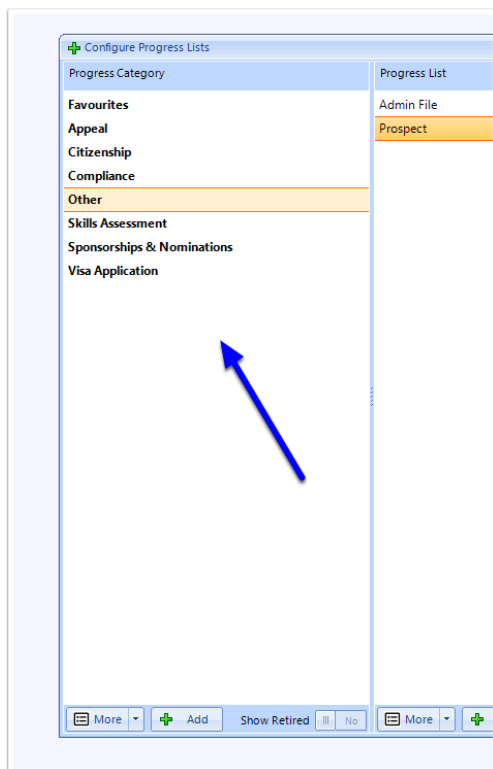 Configure Progress Lists
Progress Category
Favourites
Appeal
Citizenship
Compliance
Other
Skills Assessment
Sponsorships & Nominations
Visa Application
More
Add
Show Retired
No
Progress List
Admin File
Prospect
More